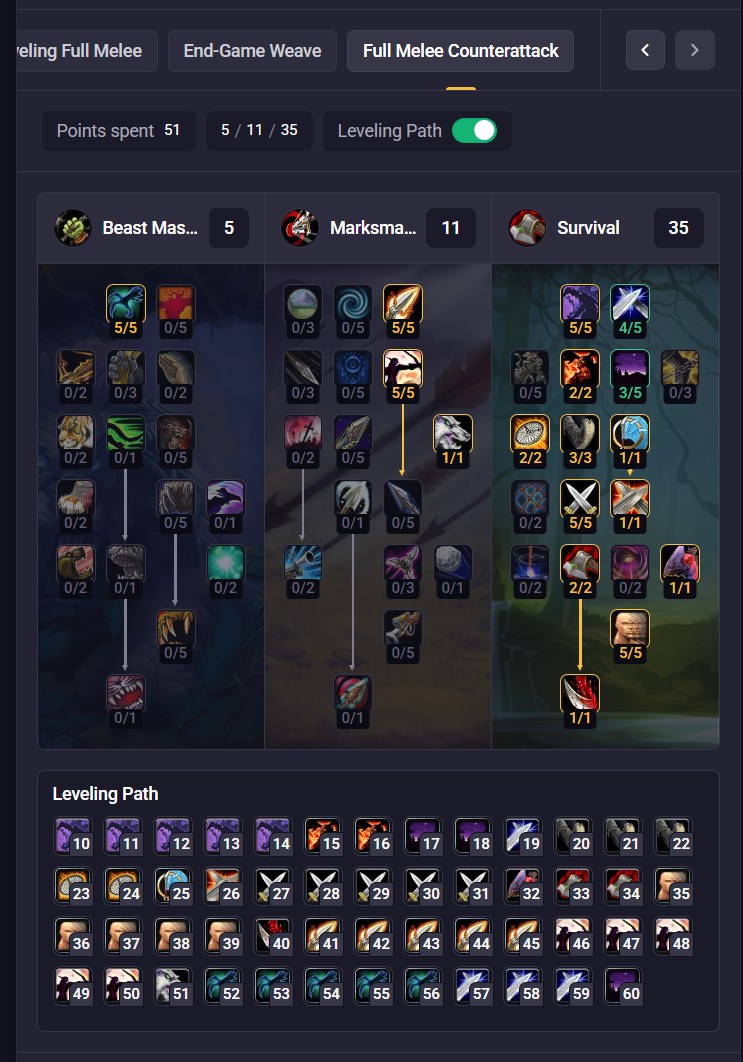 eling Full Melee End-Game Weave Full Melee Counterattack
Points spent 51 5 / 11 / 35 Leveling Path
Beast Mas... 5 Marksma... 11 Survival 35
5/5 0/5 0/3 0/5 5/5 5/5 4/5
0/2 0/3 0/2 0/3 0/5 5/5 0/5 2/2 3/5 0/3
0/2 0/1 0/5 0/2 0/5 1/1 2/2 3/3 1/1
0/2 0/5 0/1 0/1 0/5 0/2 5/5 1/1
0/2 0/1 0/2 0/2 0/3 0/1 0/2 2/2 0/2 1/1
0/5 0/5 5/5
0/1 0/1 1/1
Leveling Path
10 11 12 13 14 15 16 17 18 19 20 21 22
23 24 25 26 27 28 29 30 31 32 33 34 35
36 37 38 39 40 41 42 43 44 45 46 47 48
49 50 51 52 53 54 55 56 57 58 59 60